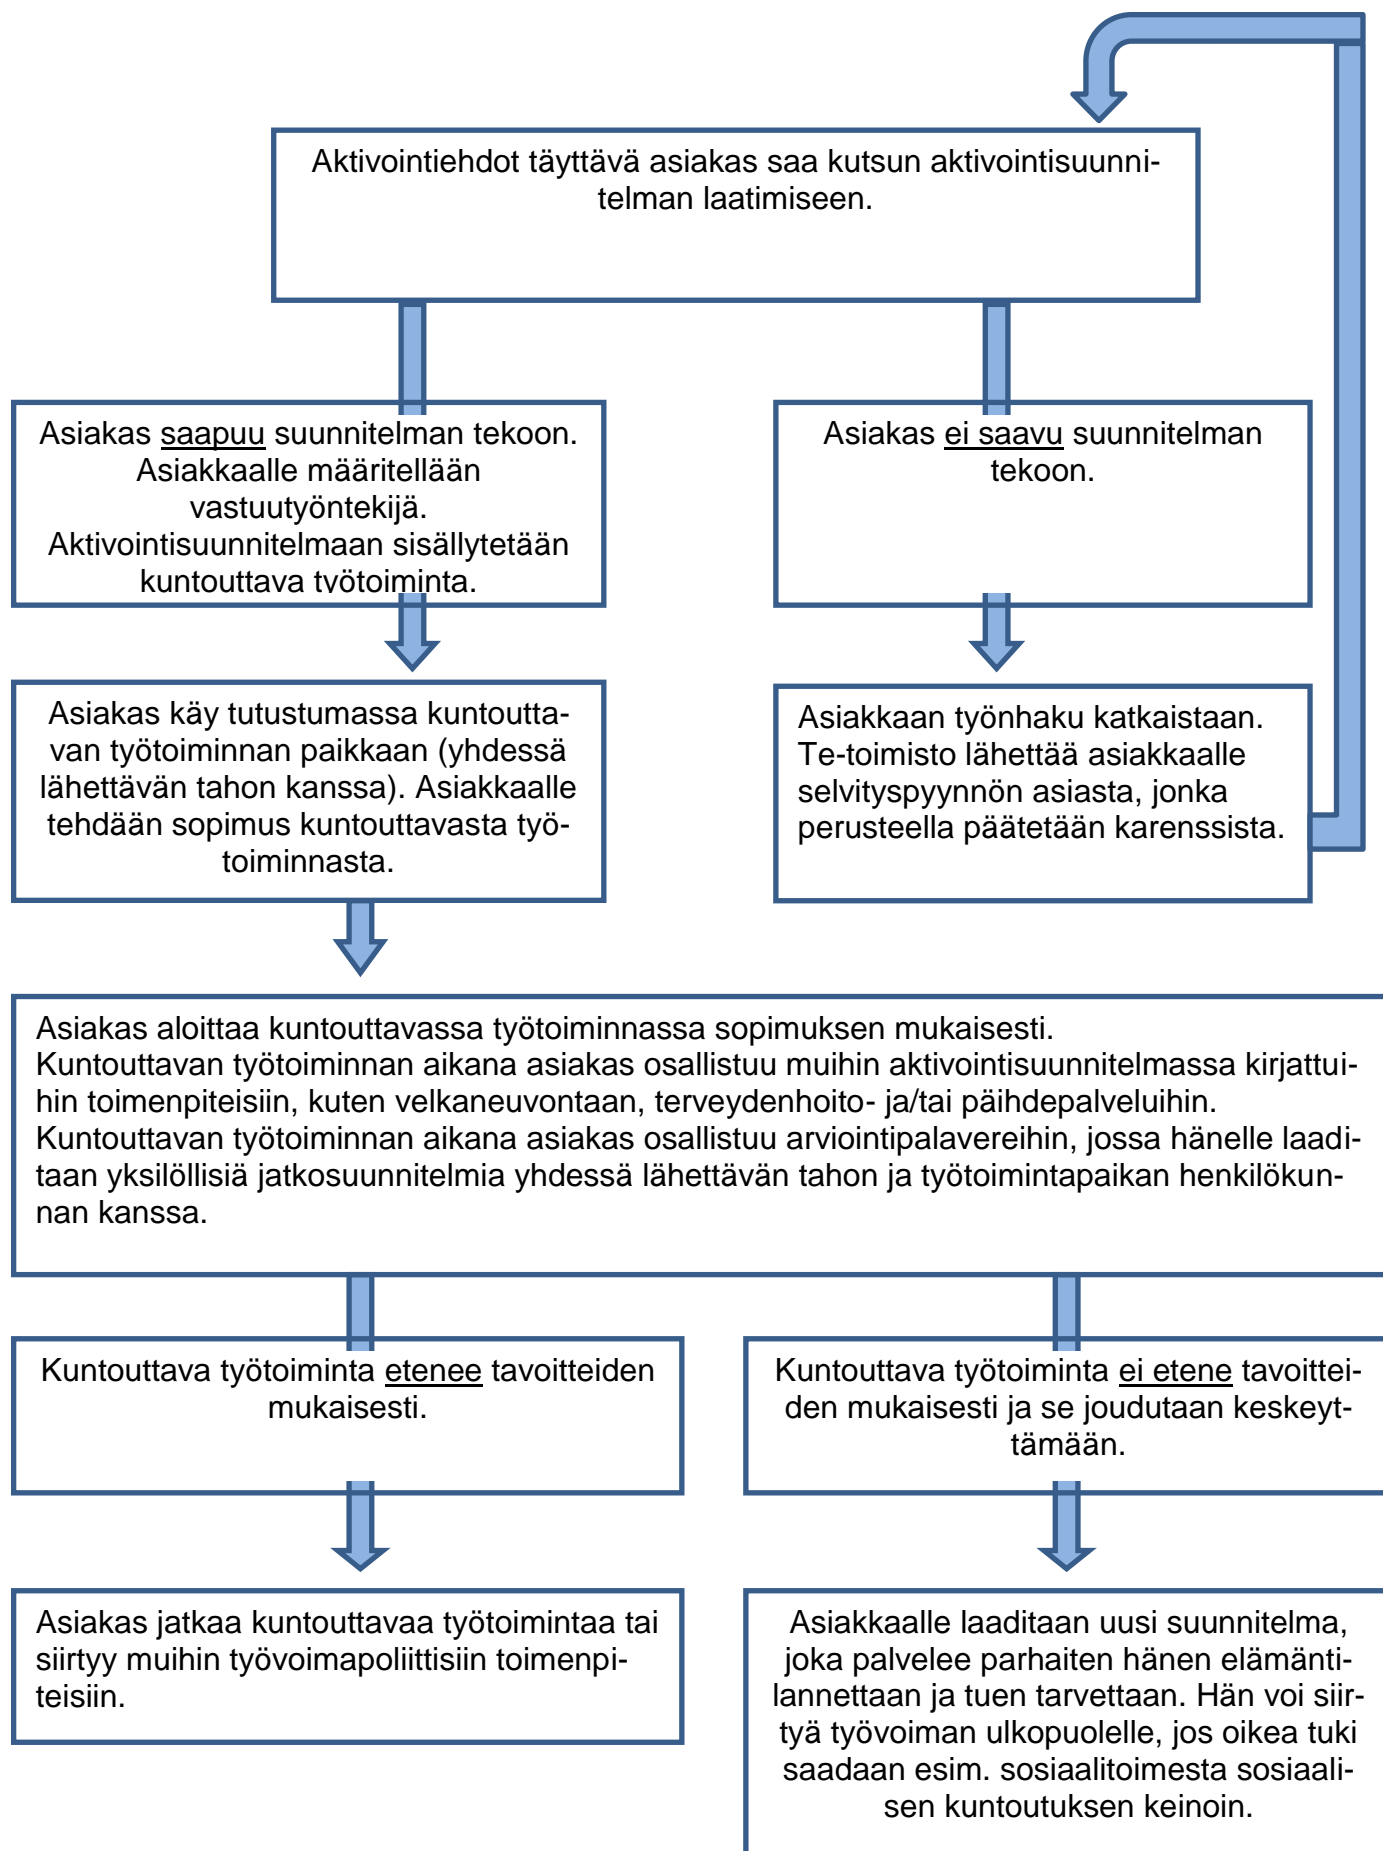 Aktivointiehdot täyttävä asiakas saa kutsun aktivointisuunni-
telman laatimiseen.
Asiakas saapuu suunnitelman tekoon.
Asiakkaalle määritellään
vastuutyöntekijä.
Aktivointisuunnitelmaan sisällytetään
kuntouttava työtoiminta.
Asiakas ei saavu suunnitelman
tekoon.
Asiakas käy tutustumassa kuntoutta-
van työtoiminnan paikkaan (yhdessä
lähettävän tahon kanssa). Asiakkaalle
tehdään sopimus kuntouttavasta työ-
toiminnasta.
Asiakkaan työnhaku katkaistaan.
Te-toimisto lähettää asiakkaalle
selvityspyynnön asiasta, jonka
perusteella päätetään karenssista.
Asiakas aloittaa kuntouttavassa työtoiminnassa sopimuksen mukaisesti.
Kuntouttavan työtoiminnan aikana asiakas osallistuu muihin aktivointisuunnitelmassa kirjattui-
hin toimenpiteisiin, kuten velkaneuvontaan, terveydenhoito- ja/tai päihdepalveluihin.
Kuntouttavan työtoiminnan aikana asiakas osallistuu arviointipalavereihin, jossa hänelle laadi-
taan yksilöllisiä jatkosuunnitelmia yhdessä lähettävän tahon ja työtoimintapaikan henkilökun-
nan kanssa.
Kuntouttava työtoiminta etenee tavoitteiden
mukaisesti.
Kuntouttava työtoiminta ei etene tavoittei-
den mukaisesti ja se joudutaan keskeyt-
tämään.
Asiakas jatkaa kuntouttavaa työtoimintaa tai
siirtyy muihin työvoimapoliittisiin toimenpi-
teisiin.
Asiakkaalle laaditaan uusi suunnitelma,
joka palvelee parhaiten hänen elämänti-
lannettaan ja tuen tarvettaan. Hän voi siir-
tyä työvoiman ulkopuolelle, jos oikea tuki
saadaan esim. sosiaalitoimesta sosiaali-
sen kuntoutuksen keinoin.